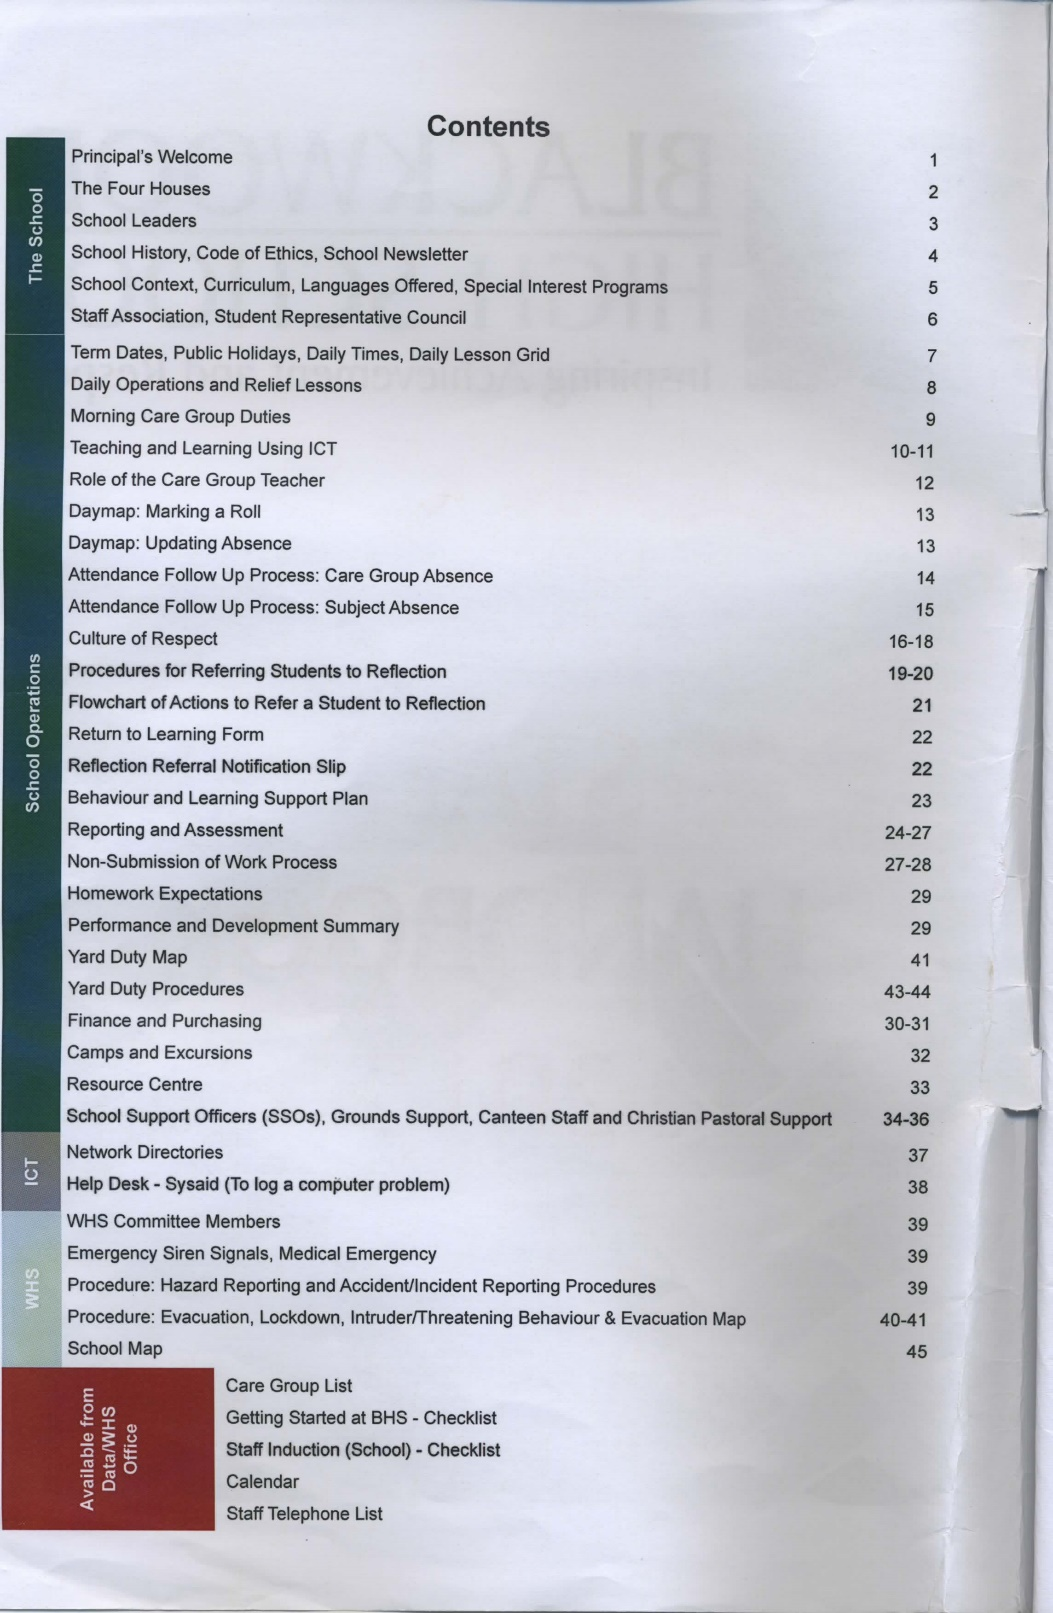 Contents
The School
Principal's Welcome 1
The Four Houses 2
School Leaders 3
School History, Code of Ethics, School Newsletter 4
School Context, Curriculum, Languages Offered, Special Interest Programs 5
Staff Association, Student Representative Council 6
School Operations
Term Dates, Public Holidays, Daily Times, Daily Lesson Grid 7
Daily Operations and Relief Lessons 8
Morning Care Group Duties 9
Teaching and Learning Using ICT 10-11
Role of the Care Group Teacher 12
Daymap: Marking a Roll 13
Daymap: Updating Absence 13
Attendance Follow Up Process: Care Group Absence 14
Attendance Follow Up Process: Subject Absence 15
Culture of Respect 16-18
Procedures for Referring Students to Reflection 19-20
Flowchart of Actions to Refer a Student to Reflection 21
Return to Learning Form 22
Reflection Referral Notification Slip 22
Behaviour and Learning Support Plan 23
Reporting and Assessment 24-27
Non-Submission of Work Process 27-28
Homework Expectations 29
Performance and Development Summary 29
Yard Duty Map 41
Yard Duty Procedures 43-44
Finance and Purchasing 30-31
Camps and Excursions 32
Resource Centre 33
School Support Officers (SSOs), Grounds Support, Canteen Staff and Christian Pastoral Support 34-36
ICT
Network Directories 37
Help Desk - Sysaid (To log a computer problem) 38
WHS
WHS Committee Members 39
Emergency Siren Signals, Medical Emergency 39
Procedure: Hazard Reporting and Accident/Incident Reporting Procedures 39
Procedure: Evacuation, Lockdown, Intruder/Threatening Behaviour & Evacuation Map 40-41
School Map 45
Available from
Data/WHS
Office
Care Group List
Getting Started at BHS - Checklist
Staff Induction (School) - Checklist
Calendar
Staff Telephone List